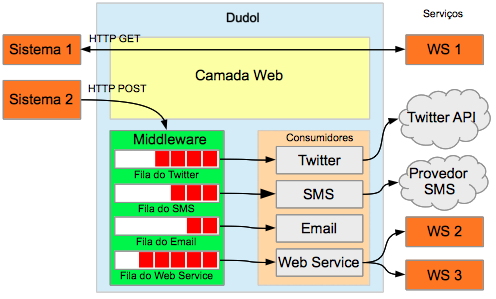 Dudol
Serviços
Sistema 1
HTTP GET
WS 1
Camada Web
Sistema 2
HTTP POST
Twitter API
Middleware
Consumidores
Fila do Twitter
Twitter
Fila do SMS
SMS
Provedor
SMS
Fila do Email
Email
WS 2
Fila do Web Service
Web Service
WS 3